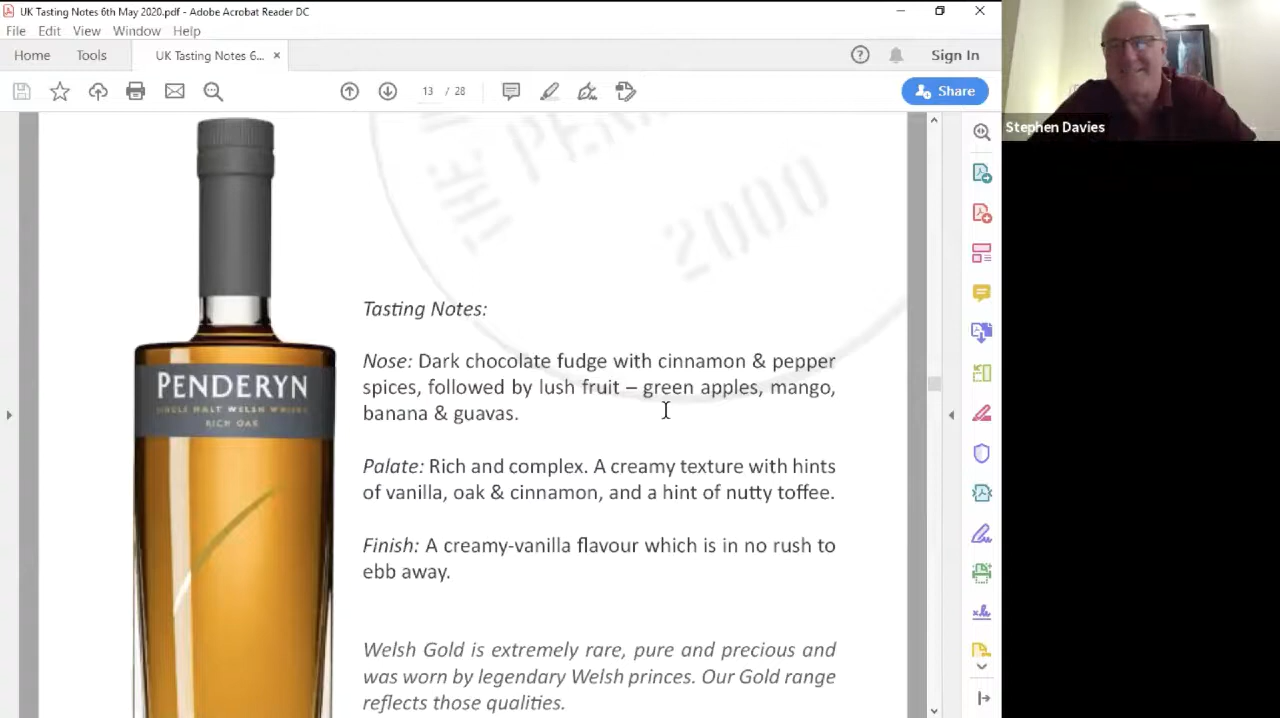 UK Tasting Notes 6th May 2020.pdf - Adobe Acrobat Reader DC
File Edit View Window Help
Home Tools UK Tasting Notes 6... × Sign In
13 / 28 Share
Stephen Davies
THE
2000
Tasting Notes:
Nose: Dark chocolate fudge with cinnamon & pepper
spices, followed by lush fruit – green apples, mango,
banana & guavas.
PENDERYN
SINGLE MALT WELSH WHISKY
RICH OAK
Palate: Rich and complex. A creamy texture with hints
of vanilla, oak & cinnamon, and a hint of nutty toffee.
Finish: A creamy-vanilla flavour which is in no rush to
ebb away.
Welsh Gold is extremely rare, pure and precious and
was worn by legendary Welsh princes. Our Gold range
reflects those qualities.